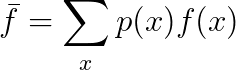 f̄ = ∑ₓ p(x)f(x)